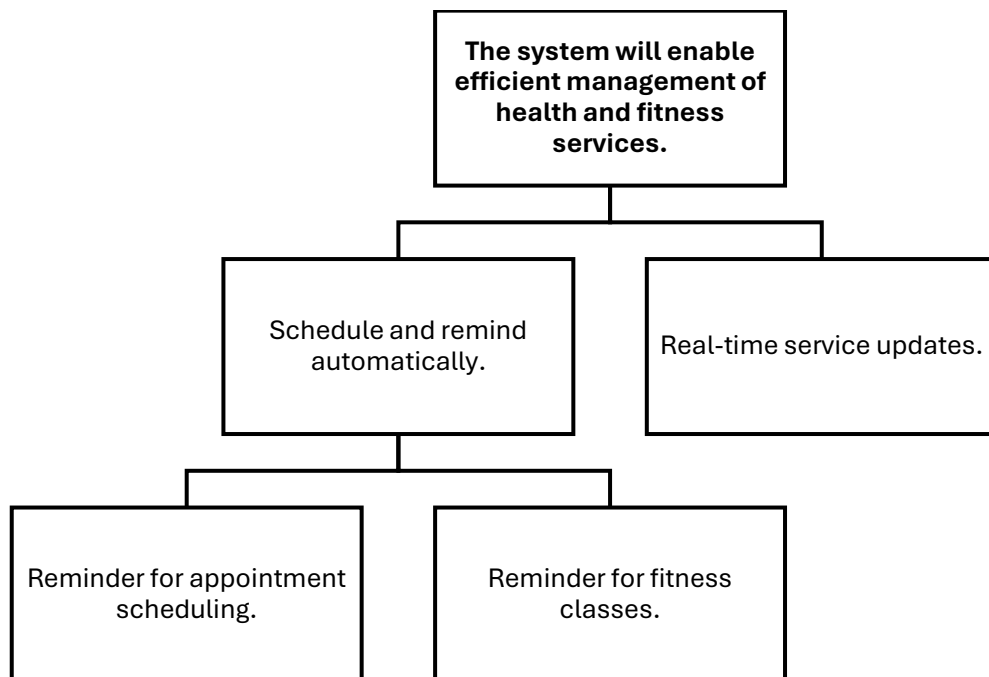 The system will enable
efficient management of
health and fitness
services.
Schedule and remind
automatically.
Real-time service updates.
Reminder for appointment
scheduling.
Reminder for fitness
classes.